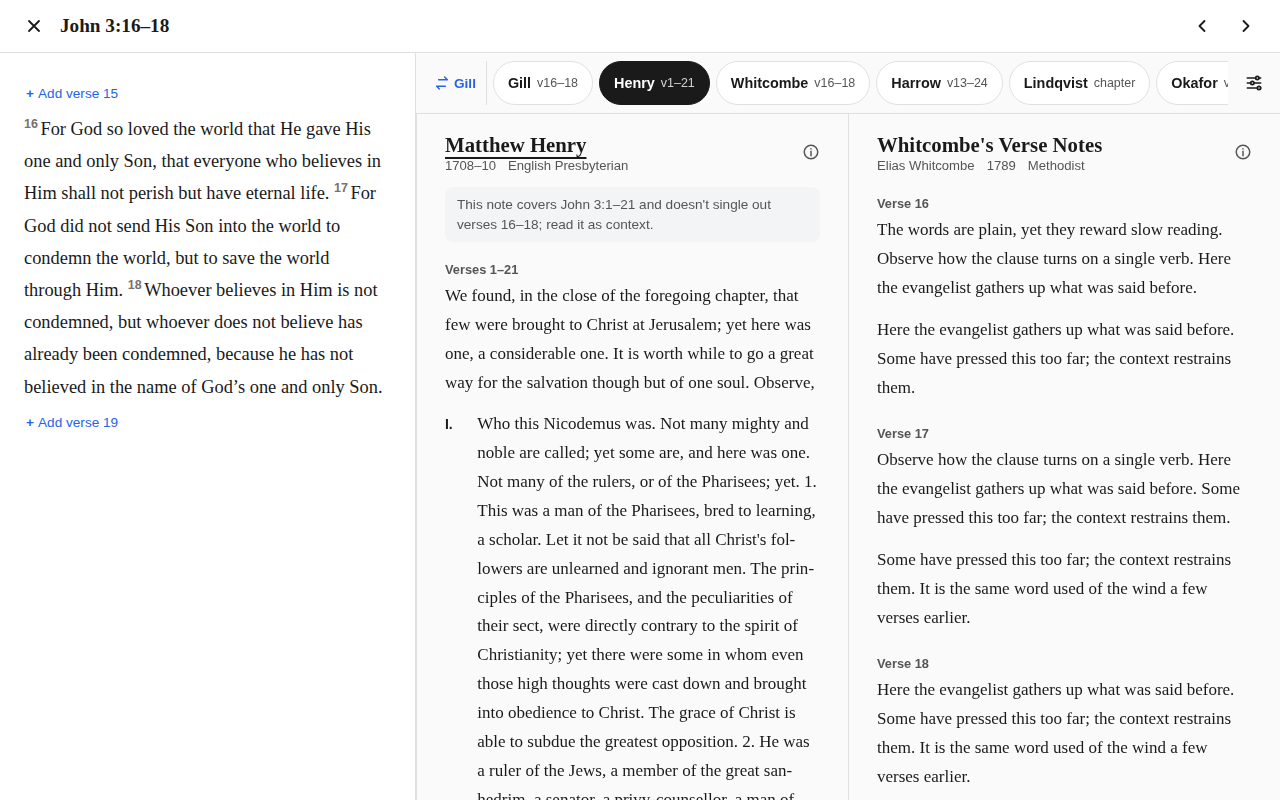 John 3:16–18
Gill
Gill v16–18
Henry v1–21
Whitcombe v16–18
Harrow v13–24
Lindqvist chapter
Okafor v
+ Add verse 15
16 For God so loved the world that He gave His
one and only Son, that everyone who believes in
Him shall not perish but have eternal life. 17 For
God did not send His Son into the world to
condemn the world, but to save the world
through Him. 18 Whoever believes in Him is not
condemned, but whoever does not believe has
already been condemned, because he has not
believed in the name of God’s one and only Son.
+ Add verse 19
Matthew Henry
1708–10 English Presbyterian
This note covers John 3:1–21 and doesn't single out
verses 16–18; read it as context.
Verses 1–21
We found, in the close of the foregoing chapter, that
few were brought to Christ at Jerusalem; yet here was
one, a considerable one. It is worth while to go a great
way for the salvation though but of one soul. Observe,
I. Who this Nicodemus was. Not many mighty and
noble are called; yet some are, and here was one.
Not many of the rulers, or of the Pharisees; yet. 1.
This was a man of the Pharisees, bred to learning,
a scholar. Let it not be said that all Christ's fol-
lowers are unlearned and ignorant men. The prin-
ciples of the Pharisees, and the peculiarities of
their sect, were directly contrary to the spirit of
Christianity; yet there were some in whom even
those high thoughts were cast down and brought
into obedience to Christ. The grace of Christ is
able to subdue the greatest opposition. 2. He was
a ruler of the Jews, a member of the great san-
hedrim, a senator, a privy-counsellor, a man of
Whitcombe's Verse Notes
Elias Whitcombe 1789 Methodist
Verse 16
The words are plain, yet they reward slow reading.
Observe how the clause turns on a single verb. Here
the evangelist gathers up what was said before.
Here the evangelist gathers up what was said before.
Some have pressed this too far; the context restrains
them.
Verse 17
Observe how the clause turns on a single verb. Here
the evangelist gathers up what was said before. Some
have pressed this too far; the context restrains them.
Some have pressed this too far; the context restrains
them. It is the same word used of the wind a few
verses earlier.
Verse 18
Here the evangelist gathers up what was said before.
Some have pressed this too far; the context restrains
them. It is the same word used of the wind a few
verses earlier.